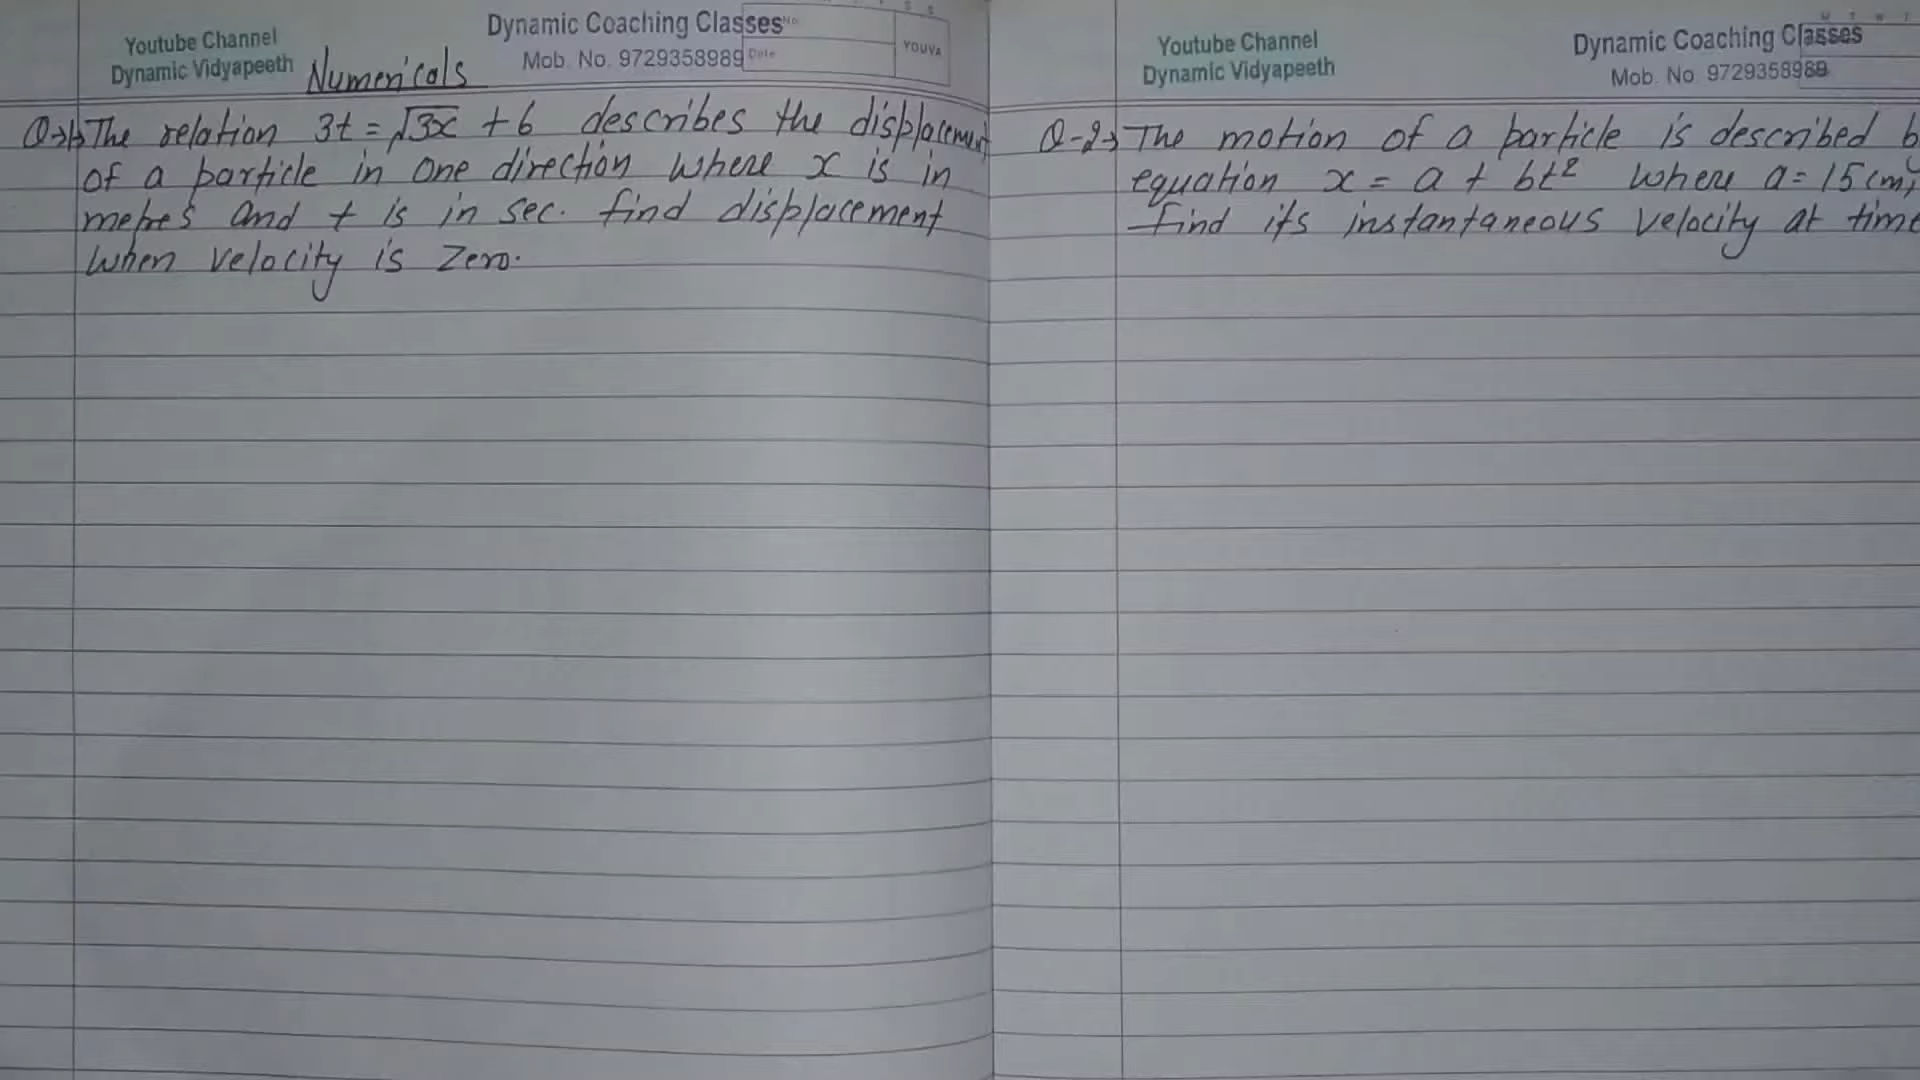 Youtube Channel
Dynamic Vidyapeeth
Numericals
Dynamic Coaching Classes
Mob. No. 9729358989
No.
Date
YOUVA
Q→1→ The relation 3t = √3x + 6 describes the displacement
of a particle in one direction where x is in
metres and t is in sec. find displacement
when velocity is zero.
Youtube Channel
Dynamic Vidyapeeth
Dynamic Coaching Classes
Mob. No. 9729358989
Q-2→ The motion of a particle is described
equation x = a + bt² where a = 15 cm,
find its instantaneous velocity at time